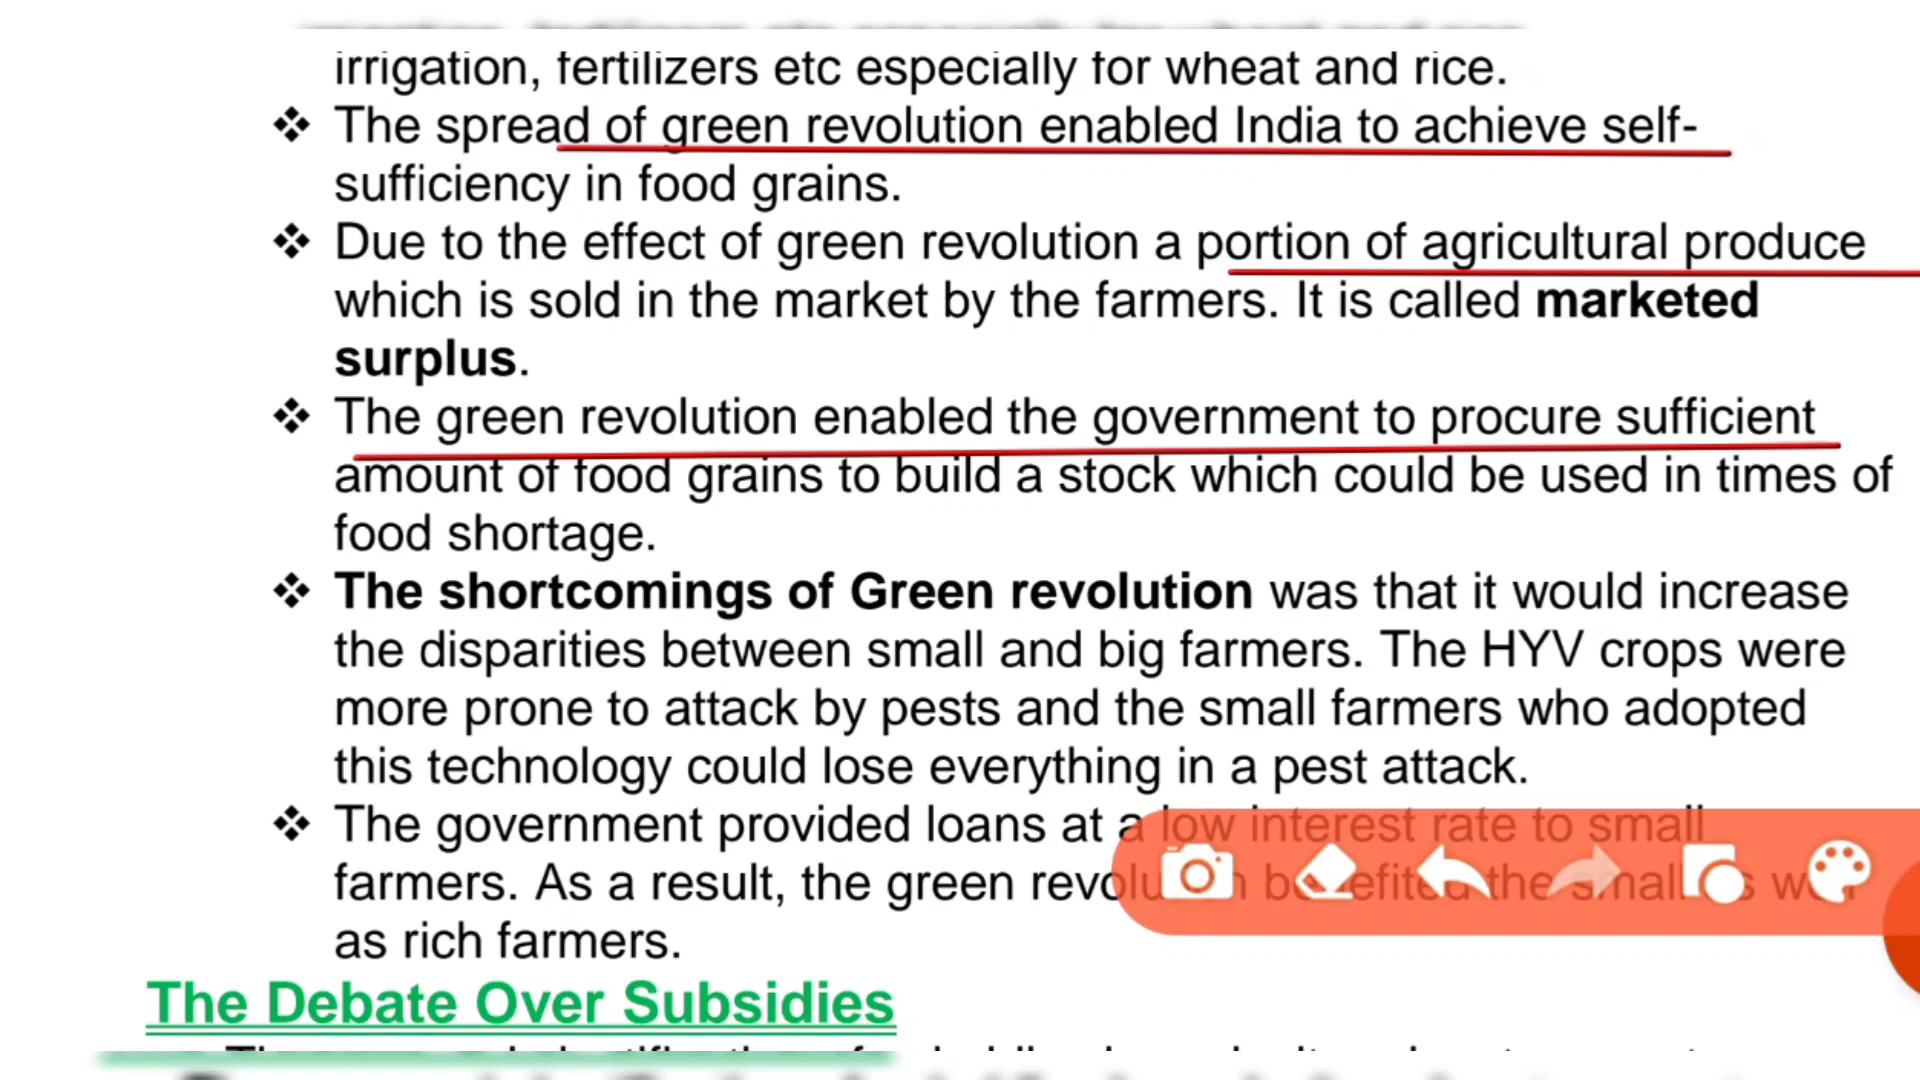 irrigation, fertilizers etc especially for wheat and rice.
❖ The spread of green revolution enabled India to achieve self-
sufficiency in food grains.
❖ Due to the effect of green revolution a portion of agricultural produce
which is sold in the market by the farmers. It is called marketed
surplus.
❖ The green revolution enabled the government to procure sufficient
amount of food grains to build a stock which could be used in times of
food shortage.
❖ The shortcomings of Green revolution was that it would increase
the disparities between small and big farmers. The HYV crops were
more prone to attack by pests and the small farmers who adopted
this technology could lose everything in a pest attack.
❖ The government provided loans at a low interest rate to small
farmers. As a result, the green revolution benefited the small as well
as rich farmers.
The Debate Over Subsidies